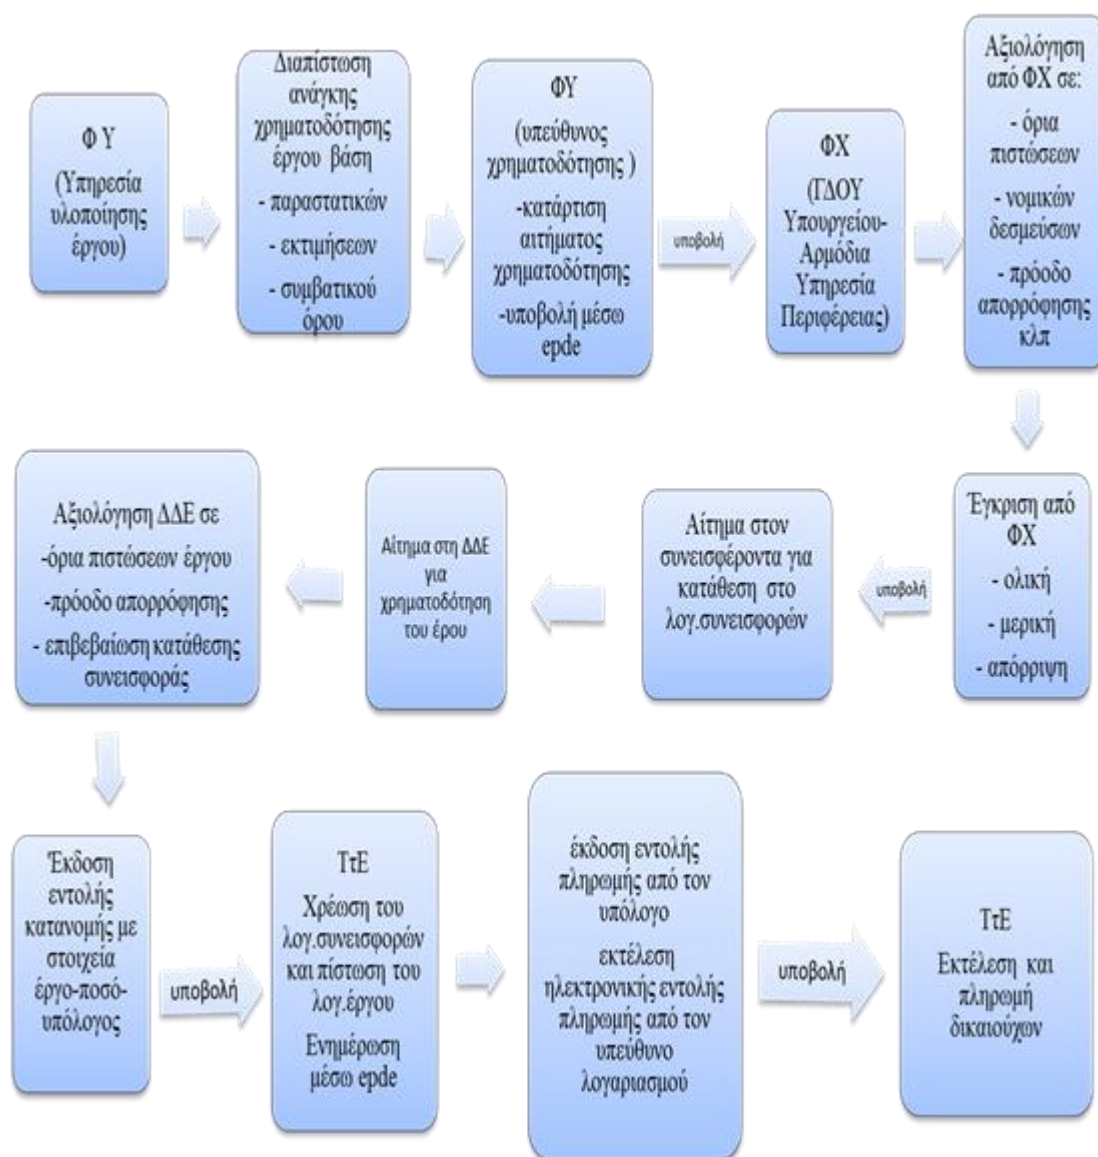 Φ Υ
(Υπηρεσία
υλοποίησης
έργου)
Διαπίστωση
ανάγκης
χρηματοδότησης
έργου βάση
- παραστατικών
- εκτιμήσεων
- συμβατικού
όρου
ΦΥ
(υπεύθυνος
χρηματοδότησης )
-κατάρτιση
αιτήματος
χρηματοδότησης
-υποβολή μέσω
epde
υποβολή
ΦΧ
(ΓΔΟΥ
Υπουργείου-
Αρμόδια
Υπηρεσία
Περιφέρειας)
Αξιολόγηση
από ΦΧ σε:
- όρια
πιστώσεων
- νομικών
δεσμεύσων
- πρόοδο
απορρόφησης
κλπ
Έγκριση από
ΦΧ
- ολική
- μερική
- απόρριψη
υποβολή
Αίτημα στον
συνεισφέροντα για
κατάθεση στο
λογ.συνεισφορών
Αίτημα στη ΔΔΕ
για
χρηματοδότηση
του έρου
Αξιολόγηση ΔΔΕ σε
-όρια πιστώσεων έργου
-πρόοδο απορρόφησης
- επιβεβαίωση κατάθεσης
συνεισφοράς
Έκδοση
εντολής
κατανομής με
στοιχεία
έργο-ποσό-
υπόλογος
υποβολή
ΤτΕ
Χρέωση του
λογ.συνεισφορών
και πίστωση του
λογ.έργου
Ενημέρωση
μέσω epde
έκδοση εντολής
πληρωμής από τον
υπόλογο
εκτέλεση
ηλεκτρονικής εντολής
πληρωμής από τον
υπεύθυνο
λογαριασμού
υποβολή
ΤτΕ
Εκτέλεση και
πληρωμή
δικαιούχων